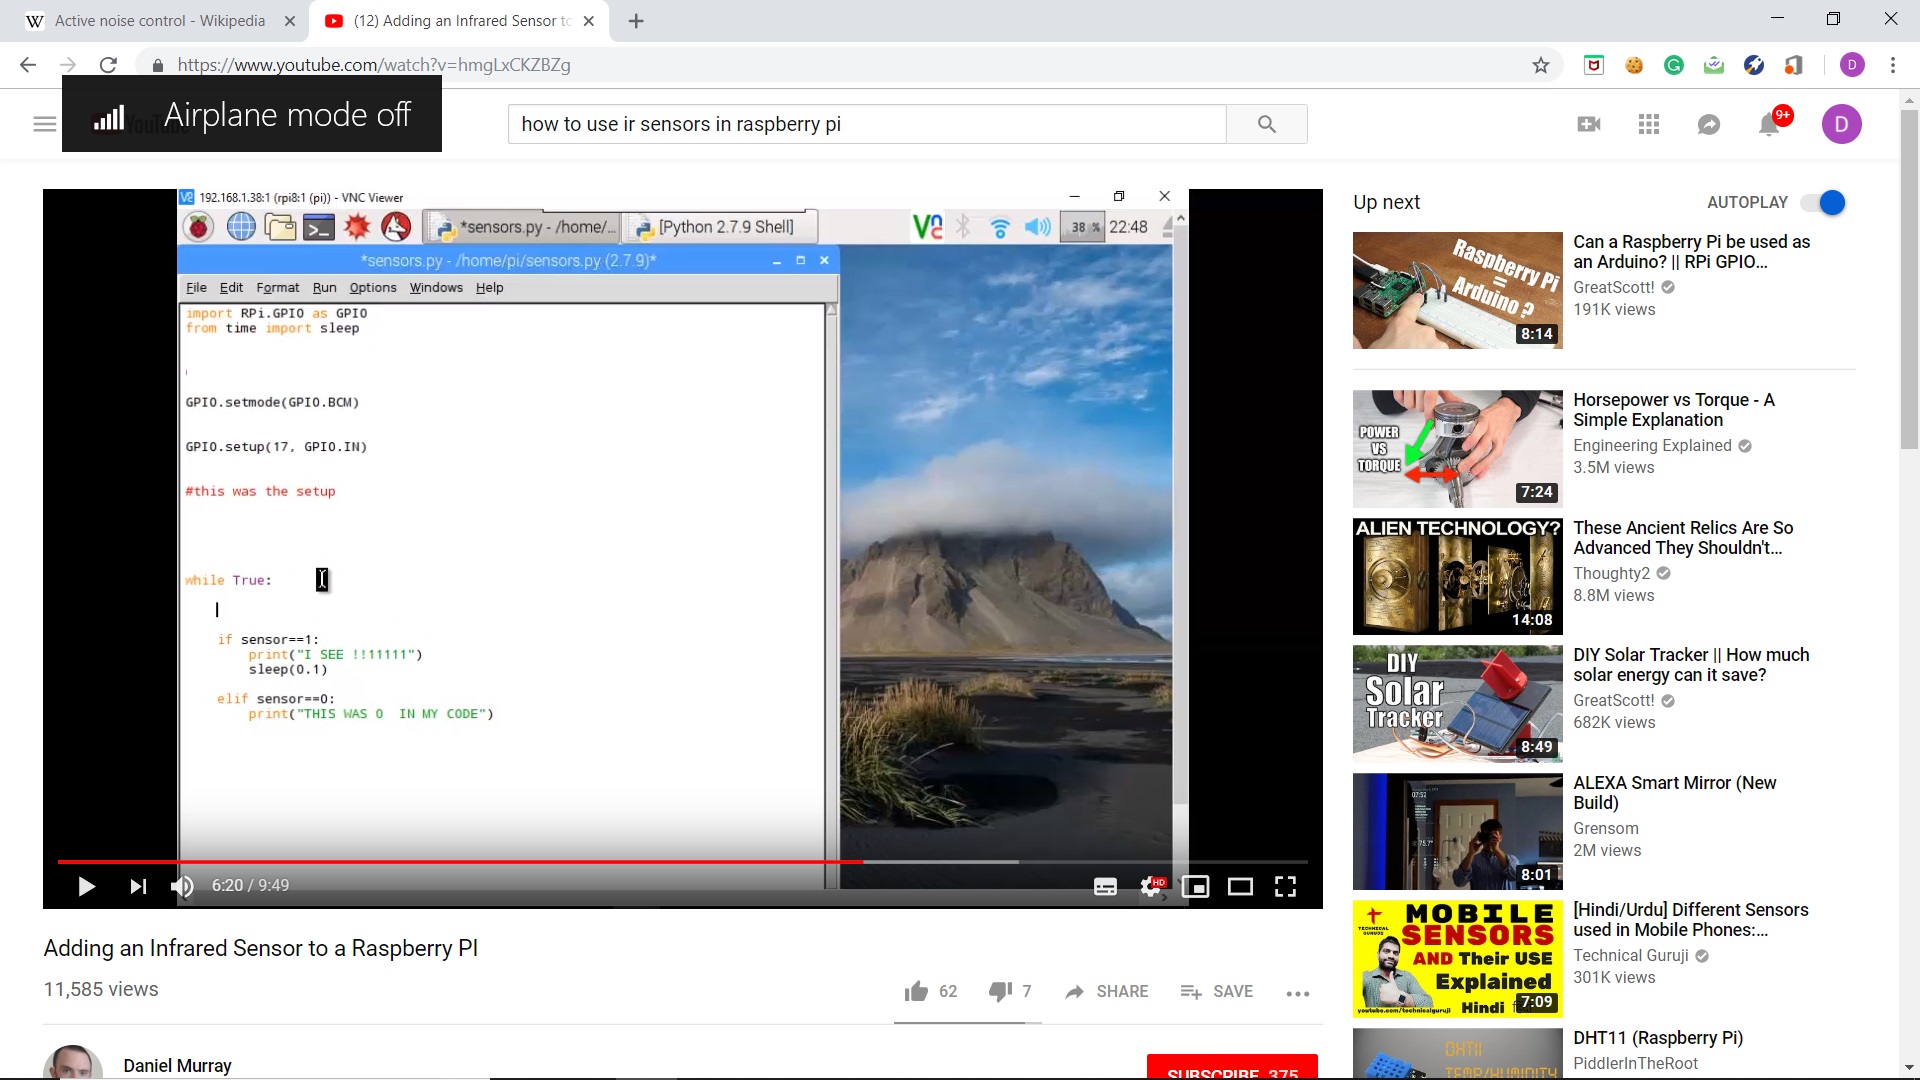 Active noise control - Wikipedia
(12) Adding an Infrared Sensor to
https://www.youtube.com/watch?v=hmgLxCKZBZg
D
Airplane mode off
how to use ir sensors in raspberry pi
9+
D
192.168.1.38:1 (rpi8:1 (pi)) - VNC Viewer
*sensors.py - /home/...
[Python 2.7.9 Shell]
38 %
22:48
*sensors.py - /home/pi/sensors.py (2.7.9)*
File Edit Format Run Options Windows Help
import RPi.GPIO as GPIO
from time import sleep
GPIO.setmode(GPIO.BCM)
GPIO.setup(17, GPIO.IN)
#this was the setup
while True:
if sensor==1:
print("I SEE !!11111")
sleep(0.1)
elif sensor==0:
print("THIS WAS 0 IN MY CODE")
6:20 / 9:49
HD
Adding an Infrared Sensor to a Raspberry PI
11,585 views
62
7
SHARE
SAVE
Daniel Murray
SUBSCRIBE 375
Up next
AUTOPLAY
Raspberry Pi
=
Arduino ?
8:14
Can a Raspberry Pi be used as
an Arduino? || RPi GPIO...
GreatScott!
191K views
POWER
VS
TORQUE
7:24
Horsepower vs Torque - A
Simple Explanation
Engineering Explained
3.5M views
ALIEN TECHNOLOGY?
14:08
These Ancient Relics Are So
Advanced They Shouldn't...
Thoughty2
8.8M views
DIY
Solar
Tracker
8:49
DIY Solar Tracker || How much
solar energy can it save?
GreatScott!
682K views
07:52
8:01
ALEXA Smart Mirror (New
Build)
Grensom
2M views
MOBILE
SENSORS
AND Their USE
Explained
Hindi
TECHNICAL
GURUJI
youtube.com/technicalguruji
7:09
[Hindi/Urdu] Different Sensors
used in Mobile Phones:...
Technical Guruji
301K views
DHT11
TEMP/HUMIDITY
DHT11 (Raspberry Pi)
PiddlerInTheRoot